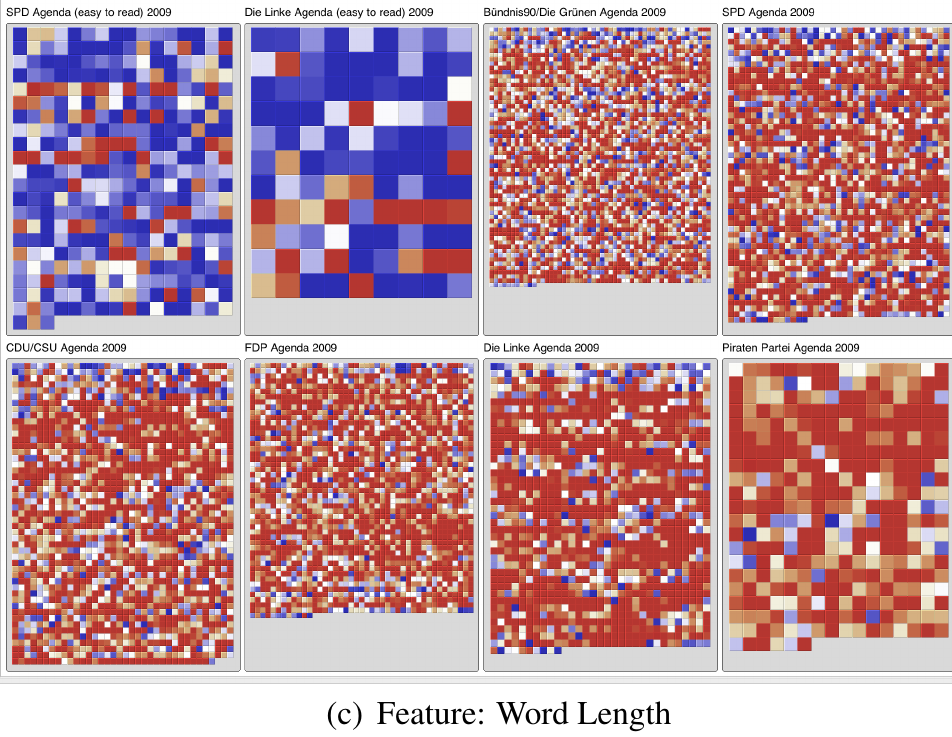 SPD Agenda (easy to read) 2009
Die Linke Agenda (easy to read) 2009
Bündnis90/Die Grünen Agenda 2009
SPD Agenda 2009
CDU/CSU Agenda 2009
FDP Agenda 2009
Die Linke Agenda 2009
Piraten Partei Agenda 2009
(c) Feature: Word Length